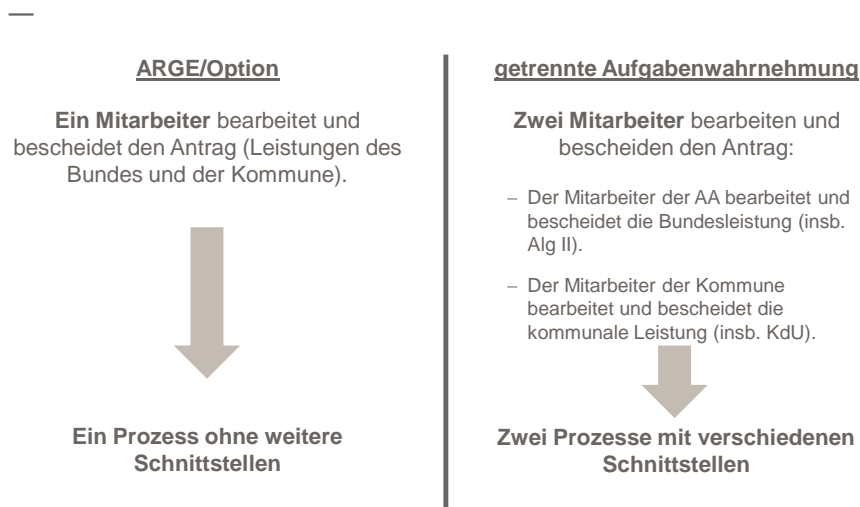 ARGE/Option
Ein Mitarbeiter bearbeitet und
bescheidet den Antrag (Leistungen des
Bundes und der Kommune).
Ein Prozess ohne weitere
Schnittstellen
getrennte Aufgabenwahrnehmung
Zwei Mitarbeiter bearbeiten und
bescheiden den Antrag:
– Der Mitarbeiter der AA bearbeitet und
bescheidet die Bundesleistung (insb.
Alg II).
– Der Mitarbeiter der Kommune
bearbeitet und bescheidet die
kommunale Leistung (insb. KdU).
Zwei Prozesse mit verschiedenen
Schnittstellen